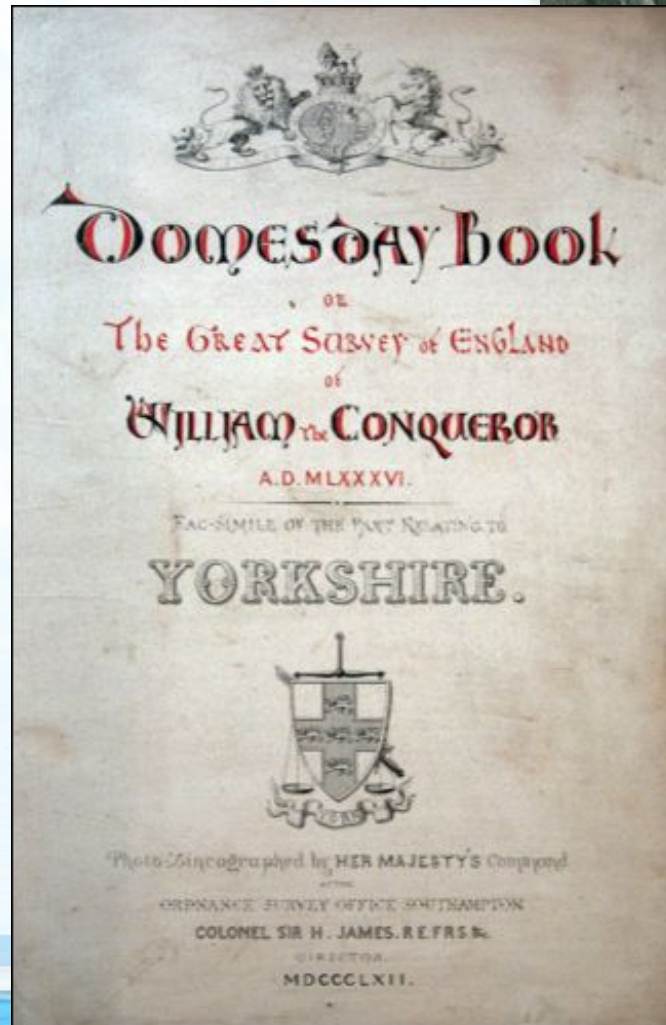 Domesday Book
or
The Great Survey of England
of
William the Conqueror
A.D. MLXXXVI.
Fac-simile of the Part Relating to
YORKSHIRE.
YORK
Photo-Zincographed by HER MAJESTY'S Command
AT THE
ORDNANCE SURVEY OFFICE SOUTHAMPTON
COLONEL SIR H. JAMES. R.E. F.R.S &c.
DIRECTOR.
MDCCCLXII.